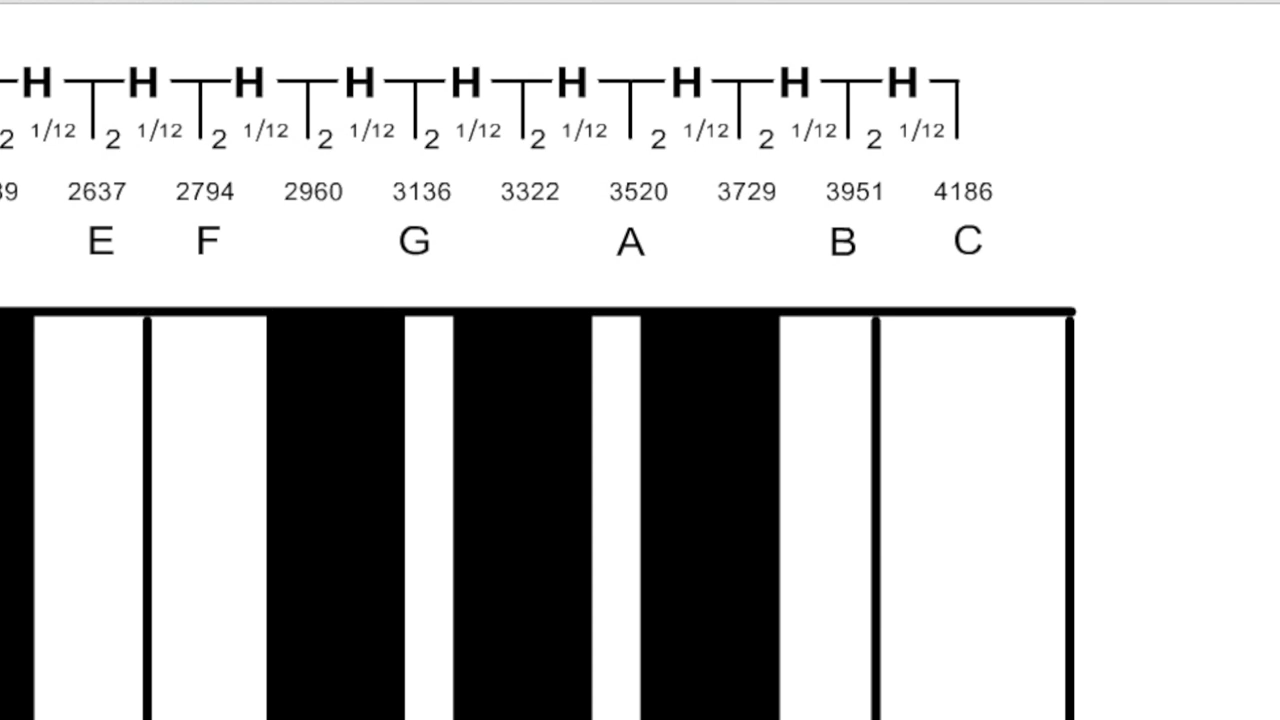 H H H H H H H H H
2 1/12 2 1/12 2 1/12 2 1/12 2 1/12 2 1/12 2 1/12 2 1/12 2 1/12
39 2637 2794 2960 3136 3322 3520 3729 3951 4186
E F G A B C